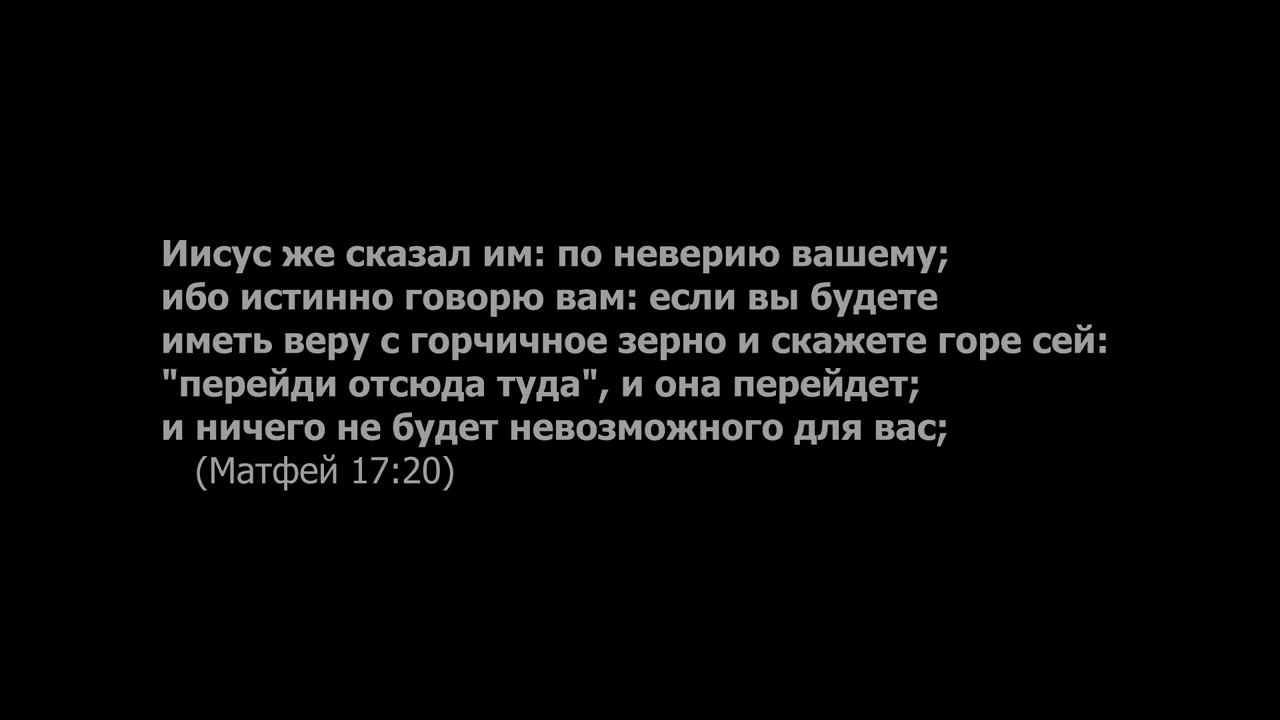 Иисус же сказал им: по неверию вашему;
ибо истинно говорю вам: если вы будете
иметь веру с горчичное зерно и скажете горе сей:
"перейди отсюда туда", и она перейдет;
и ничего не будет невозможного для вас;
(Матфей 17:20)